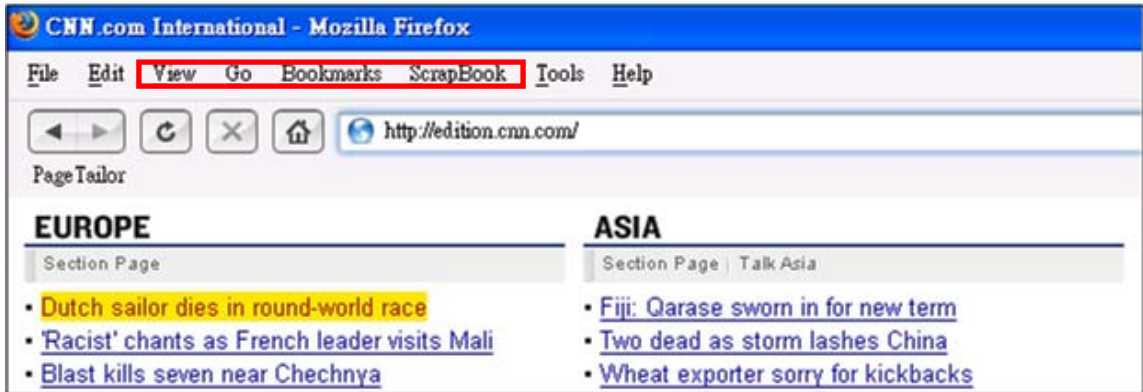 CNN.com International - Mozilla Firefox
File Edit View Go Bookmarks ScrapBook Tools Help
http://edition.cnn.com/
PageTailor
EUROPE
Section Page
• Dutch sailor dies in round-world race
• 'Racist' chants as French leader visits Mali
• Blast kills seven near Chechnya
ASIA
Section Page | Talk Asia
• Fiji: Qarase sworn in for new term
• Two dead as storm lashes China
• Wheat exporter sorry for kickbacks